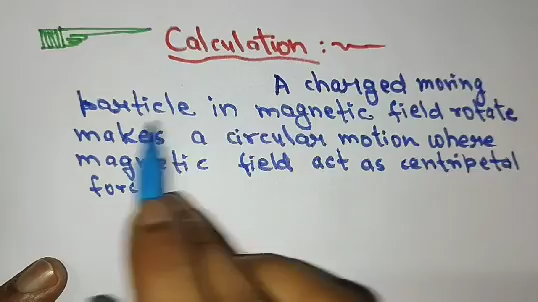 Calculation :~
A charged moving
particle in magnetic field rotate
makes a circular motion where
magnetic field act as centripetal